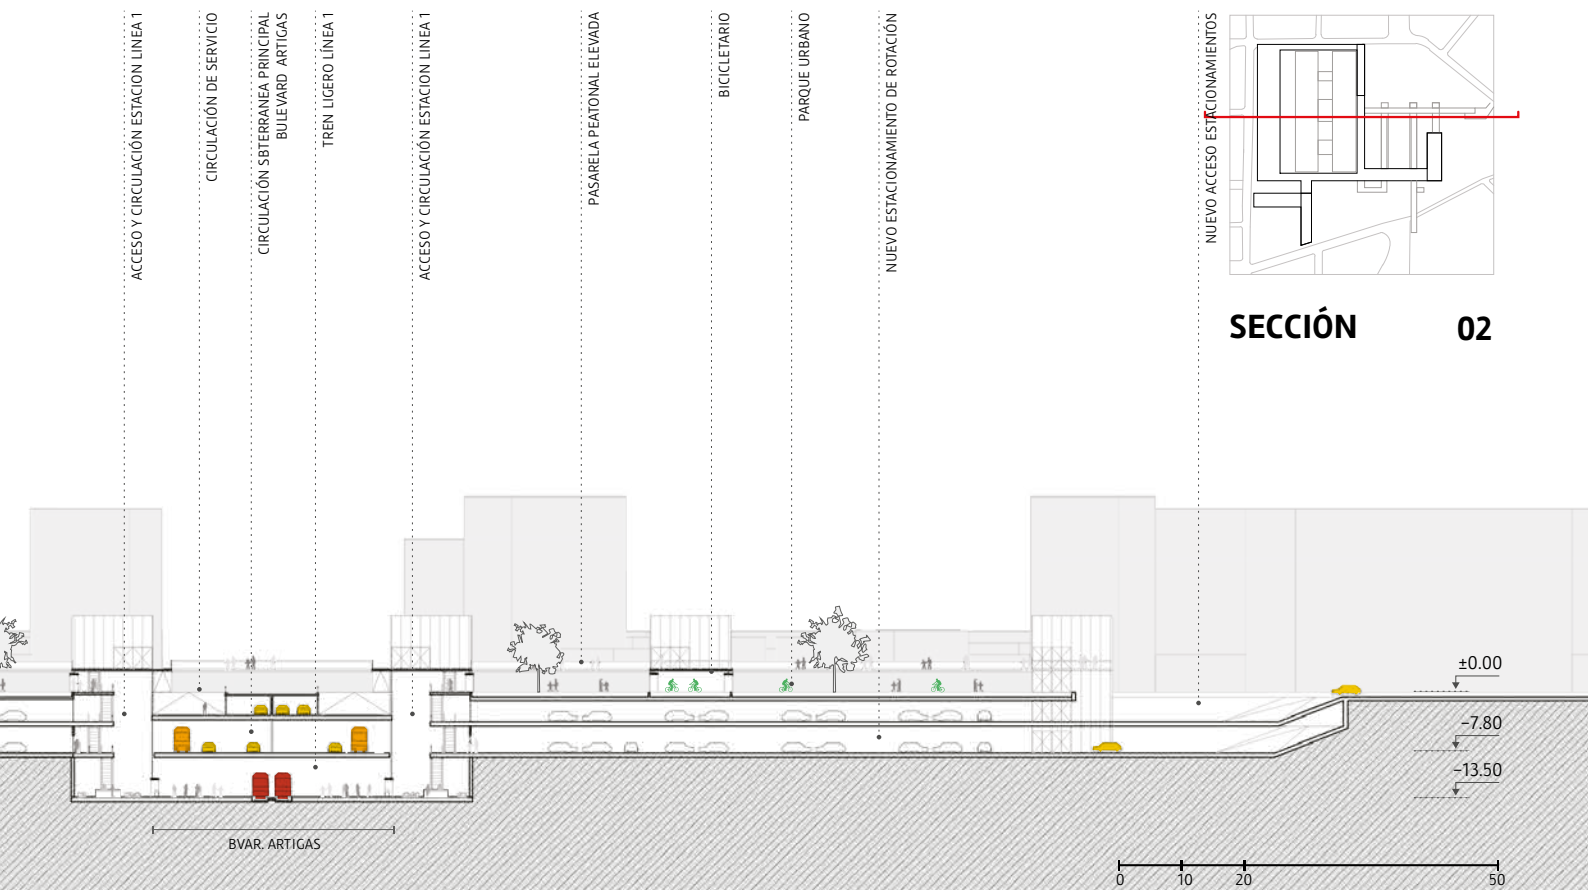 ACCESO Y CIRCULACIÓN ESTACION LINEA 1
CIRCULACIÓN DE SERVICIO
CIRCULACIÓN SBTERRANEA PRINCIPAL
BULEVARD ARTIGAS
TREN LIGERO LÍNEA 1
ACCESO Y CIRCULACIÓN ESTACION LINEA 1
PASARELA PEATONAL ELEVADA
BICICLETARIO
PARQUE URBANO
NUEVO ESTACIONAMIENTO DE ROTACIÓN
NUEVO ACCESO ESTACIONAMIENTOS
SECCIÓN 02
±0.00
−7.80
−13.50
BVAR. ARTIGAS
0 10 20 50